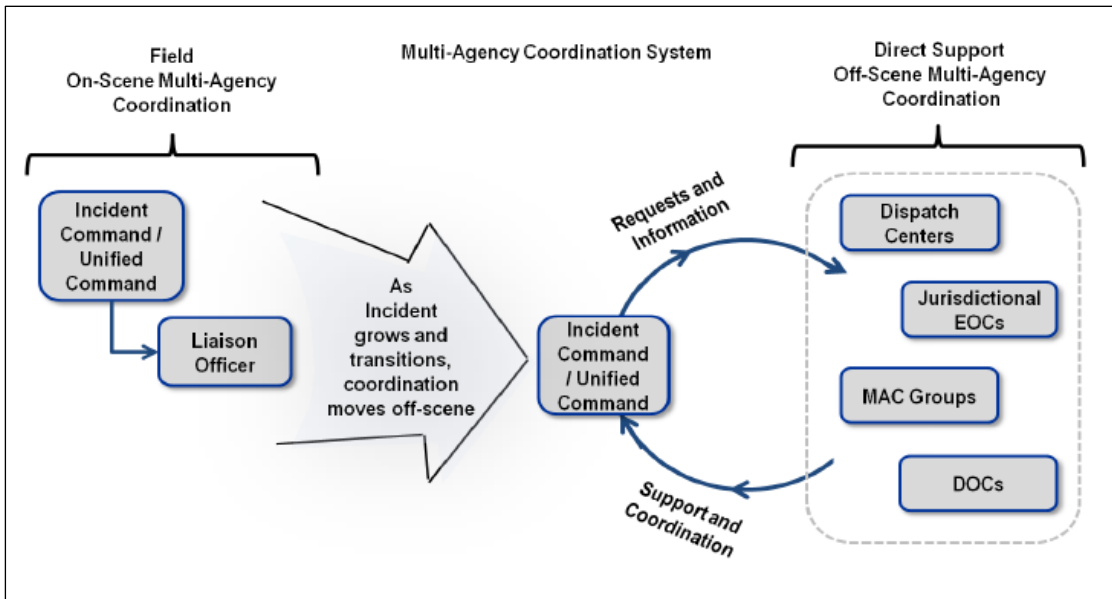 Field
On-Scene Multi-Agency
Coordination
Multi-Agency Coordination System
Direct Support
Off-Scene Multi-Agency
Coordination
Incident
Command /
Unified
Command
Liaison
Officer
As
Incident
grows and
transitions,
coordination
moves off-scene
Incident
Command
/ Unified
Command
Requests and
Information
Support and
Coordination
Dispatch
Centers
Jurisdictional
EOCs
MAC Groups
DOCs